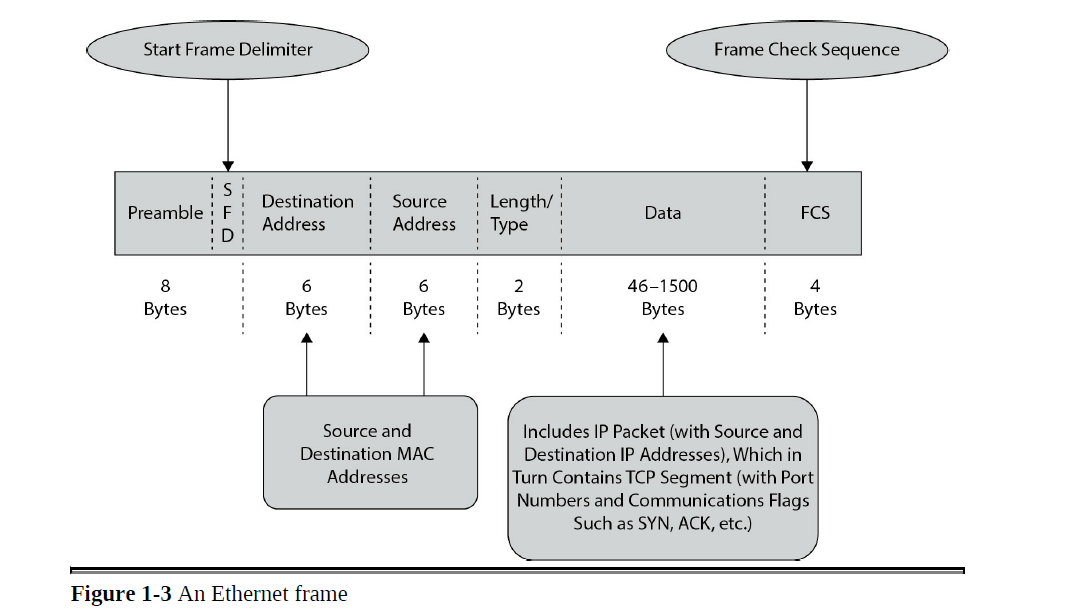 Start Frame Delimiter
Frame Check Sequence
Preamble
S
F
D
Destination
Address
Source
Address
Length/
Type
Data
FCS
8
Bytes
6
Bytes
6
Bytes
2
Bytes
46–1500
Bytes
4
Bytes
Source and
Destination MAC
Addresses
Includes IP Packet (with Source and
Destination IP Addresses), Which in
Turn Contains TCP Segment (with Port
Numbers and Communications Flags
Such as SYN, ACK, etc.)
Figure 1-3 An Ethernet frame